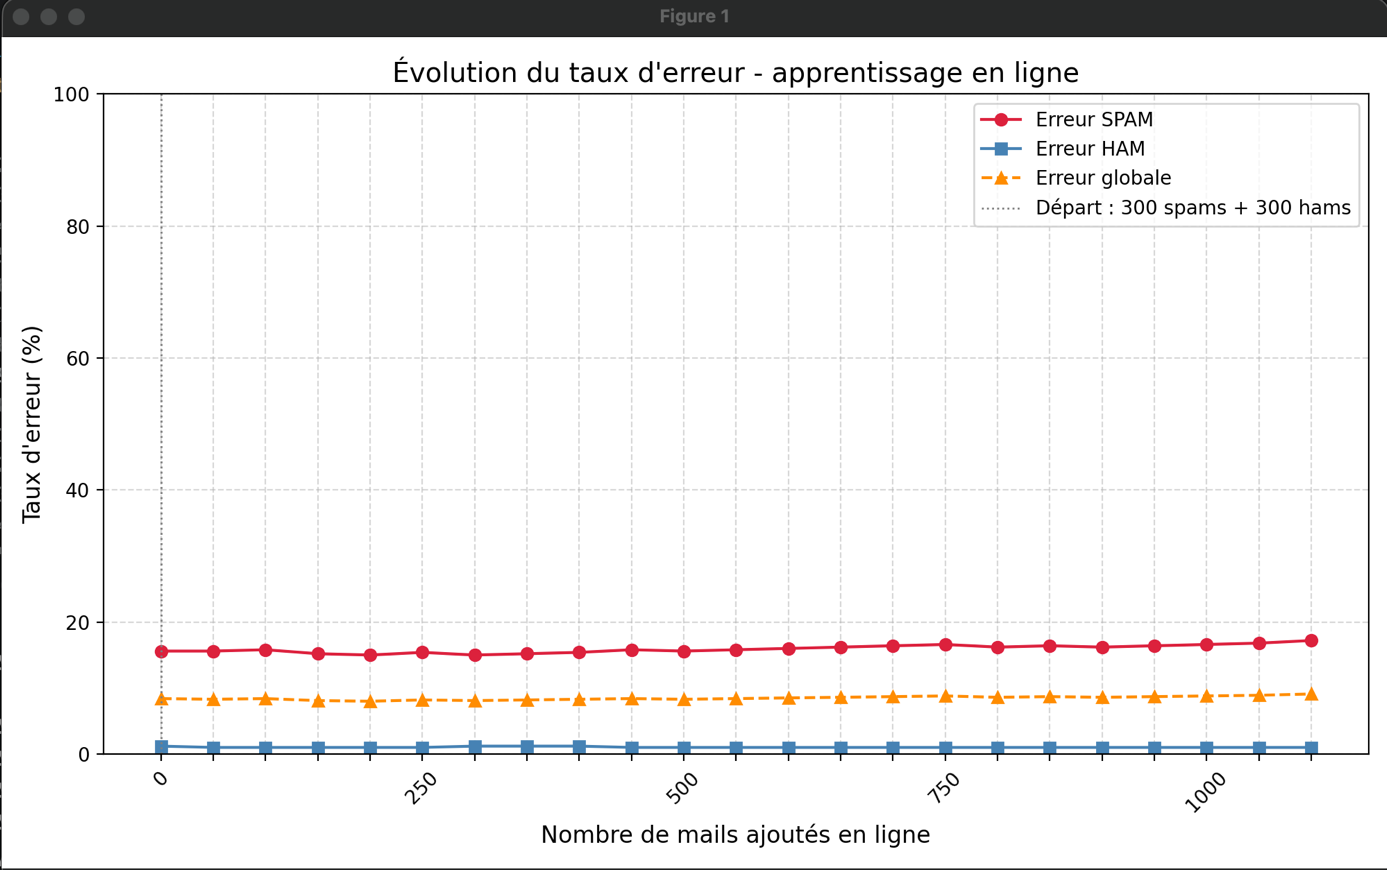 Figure 1
Évolution du taux d'erreur - apprentissage en ligne
Erreur SPAM
Erreur HAM
Erreur globale
Départ : 300 spams + 300 hams
Taux d'erreur (%)
100
80
60
40
20
0
0
250
500
750
1000
Nombre de mails ajoutés en ligne